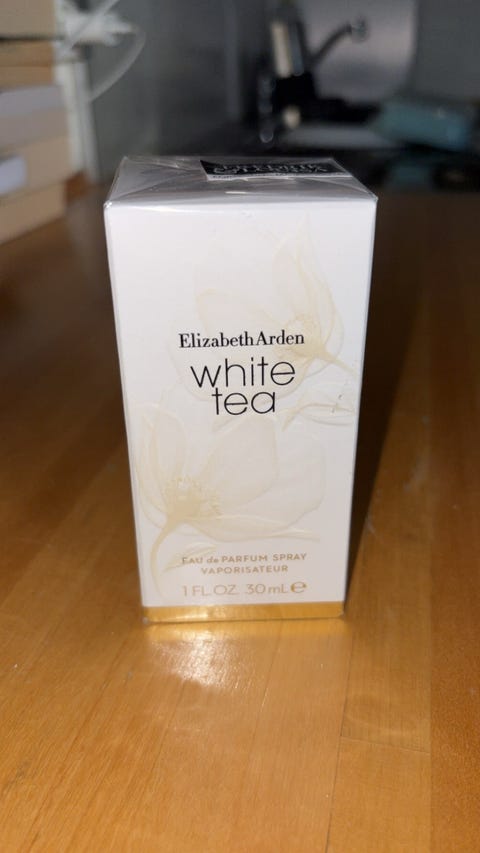 ElizabethArden
white
tea
EAU de PARFUM SPRAY
VAPORISATEUR
1 FL.OZ. 30 mL e